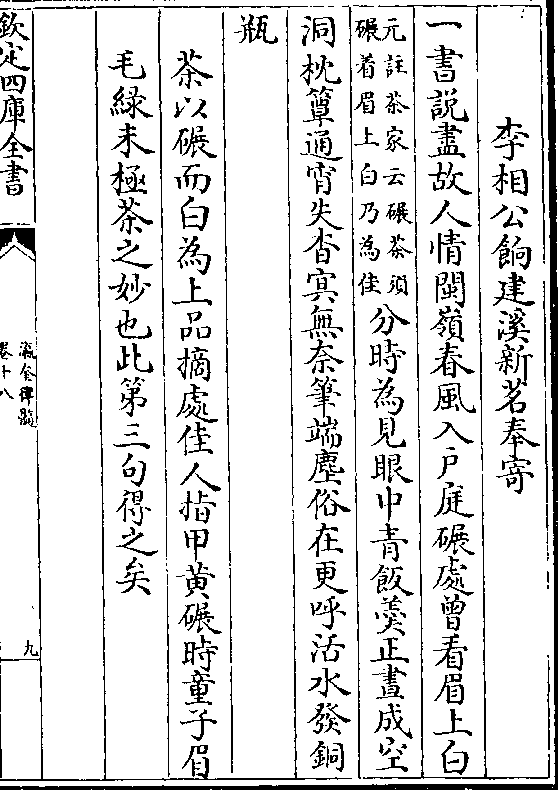 李相公餉建溪新茗奉寄
一書説盡故人情閩嶺春風入户庭碾處曾看眉上白
元註茶家云碾茶須
碾着眉上白乃為佳
分時為見眼中青飯羮正晝成空
洞枕簟通宵失杳㝠無奈筆端塵俗在更呼活水發銅
瓶
茶以碾而白為上品摘處佳人指甲黄碾時童子眉
毛綠未極茶之妙也此第三句得之矣
欽定四庫全書
瀛奎律髓
卷十八
九